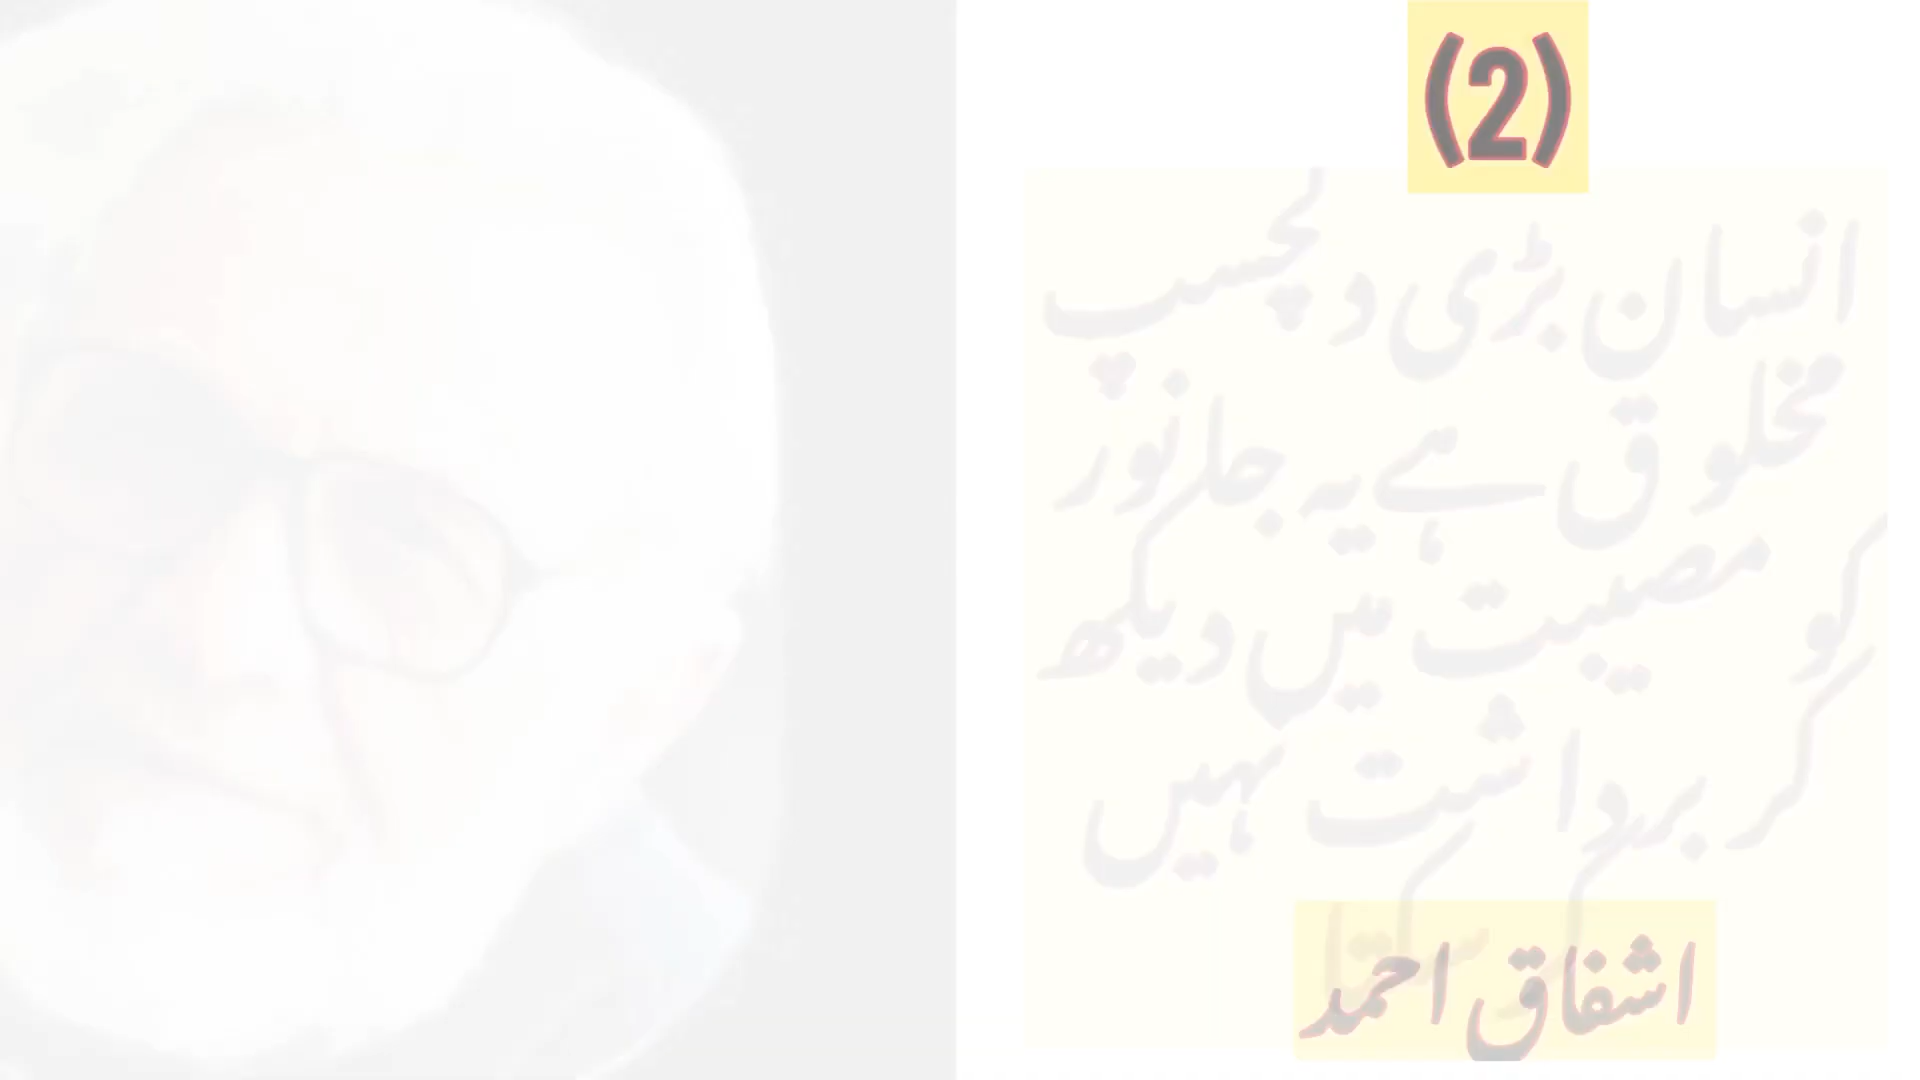 (2)
انسان بڑی دلچسپ
مخلوق ہے یہ جانور
کو مصیبت میں دیکھ
کر برداشت نہیں
اشفاق احمد